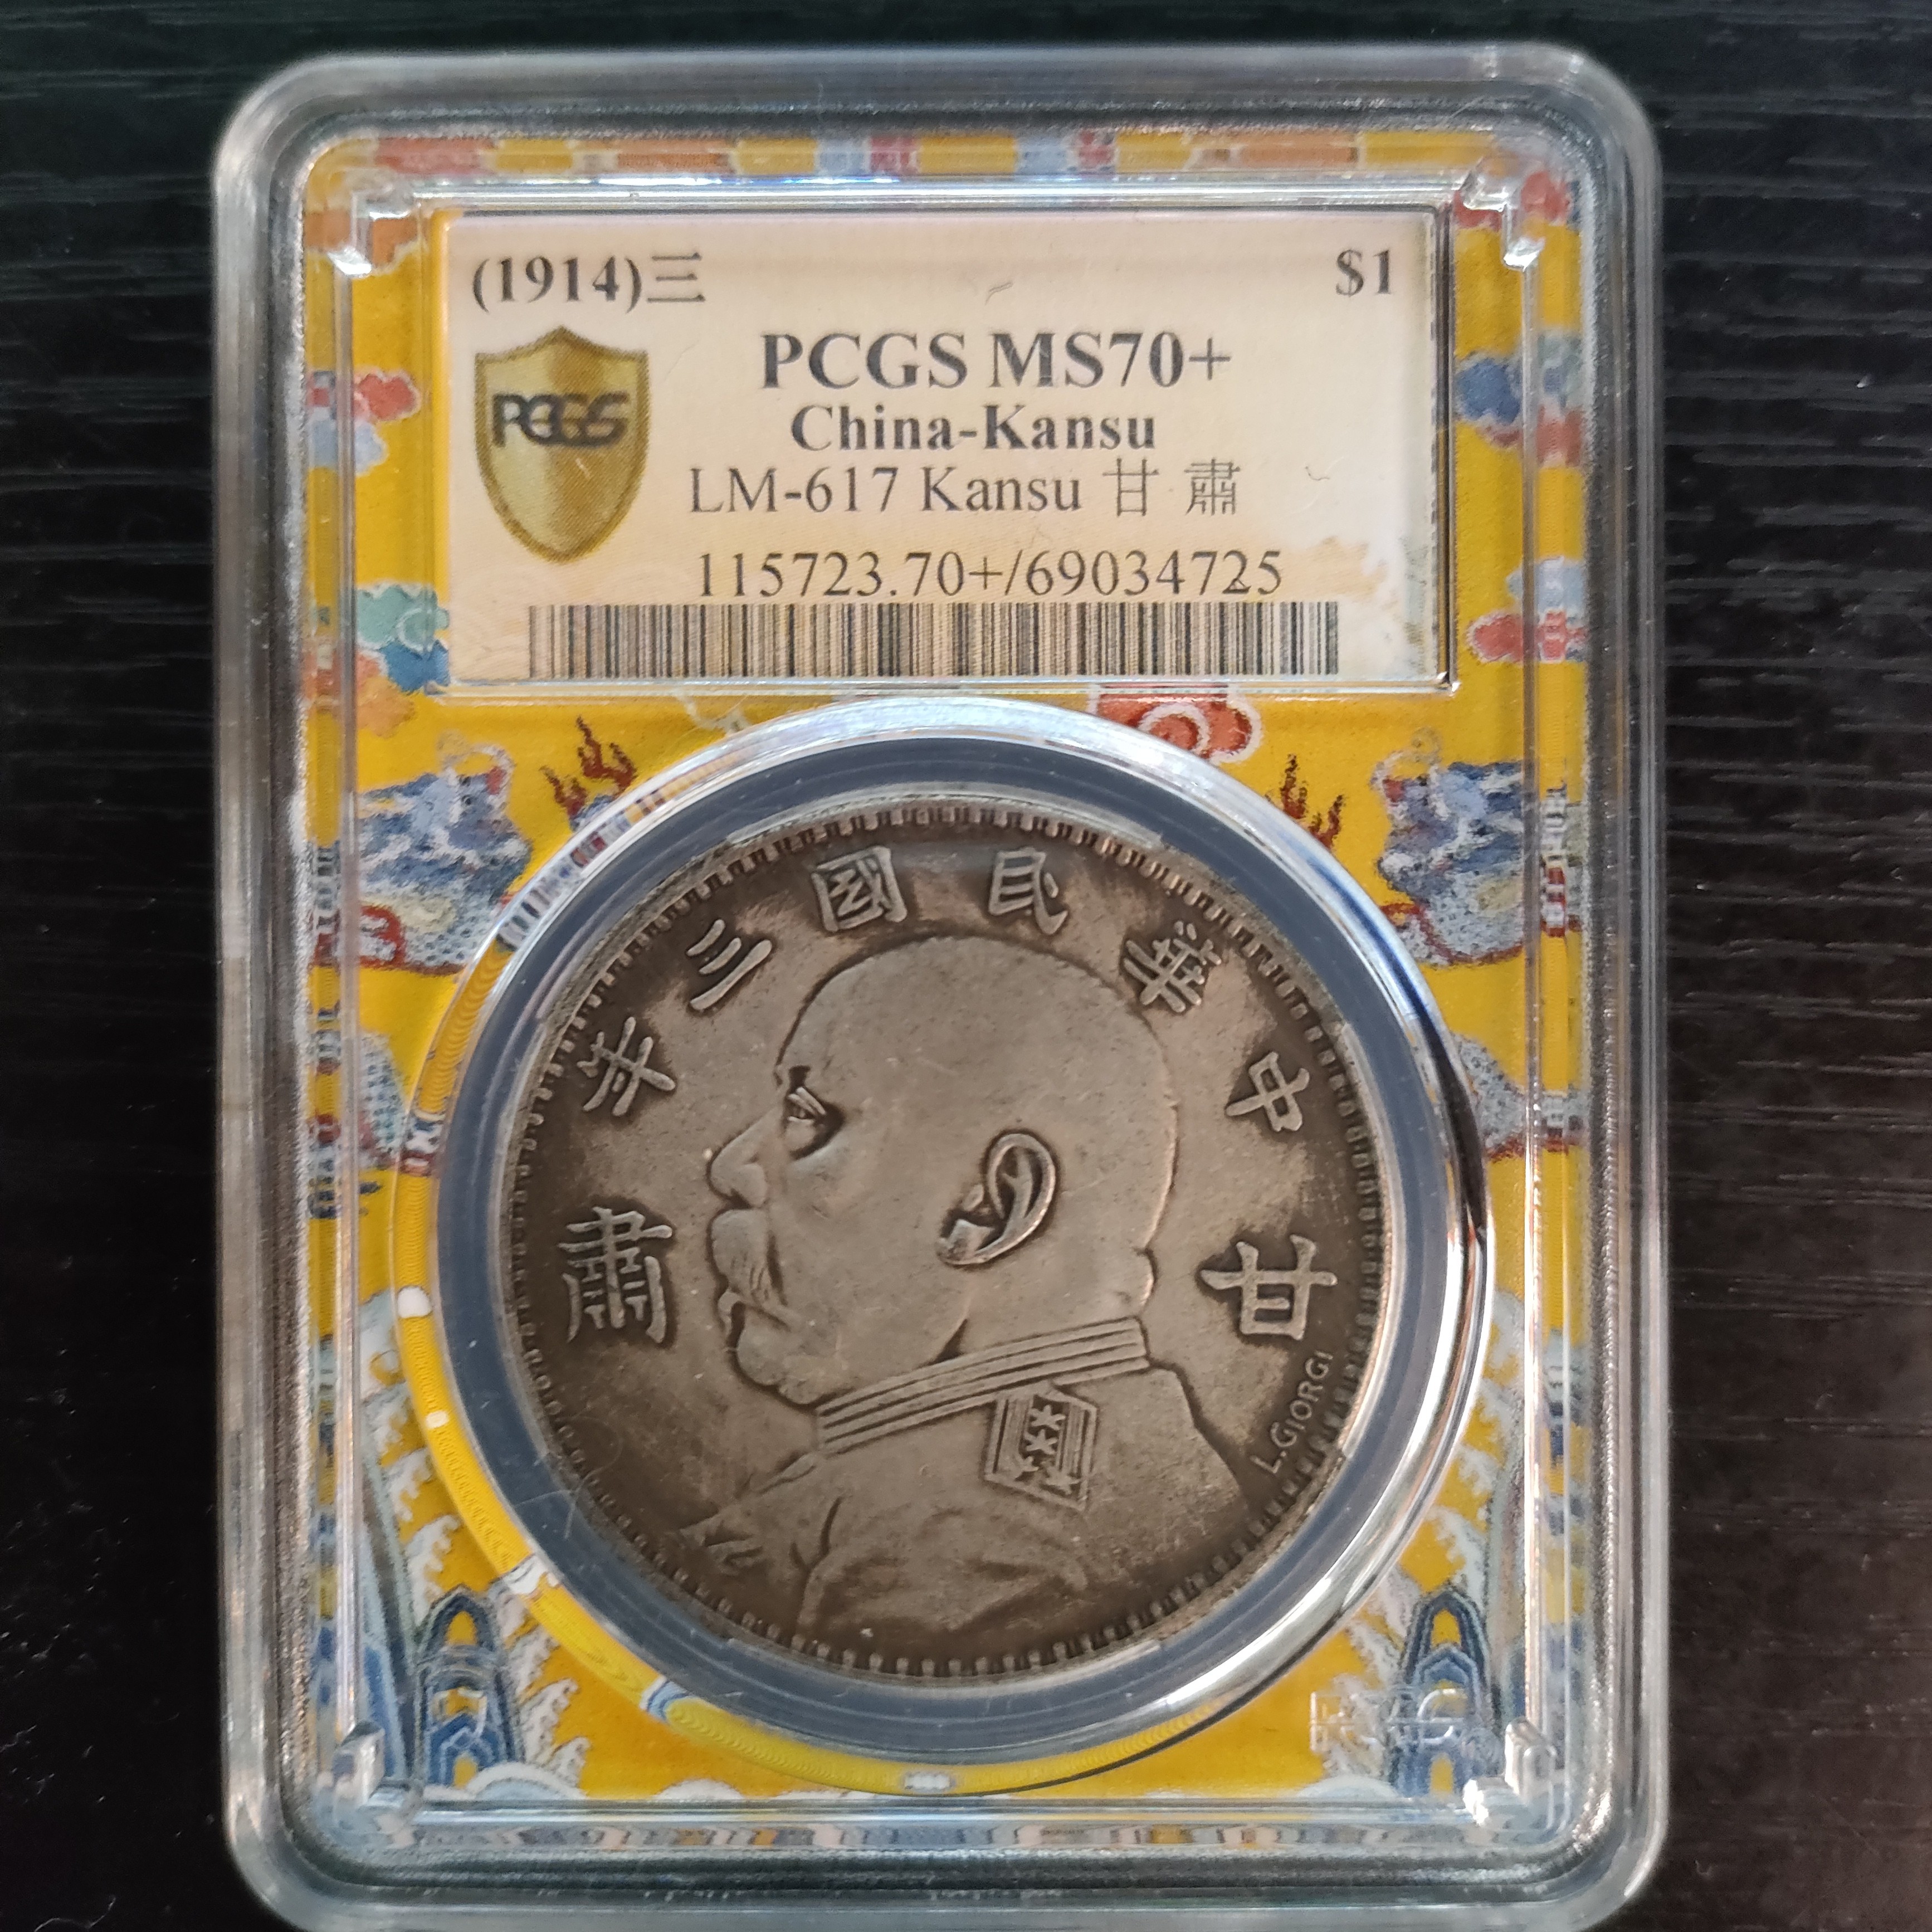 (1914)三 $1
PCGS MS70+
PCGS
China-Kansu
LM-617 Kansu 甘肅
115723.70+/69034725
中華民國三年
甘肅
L.GIORGI